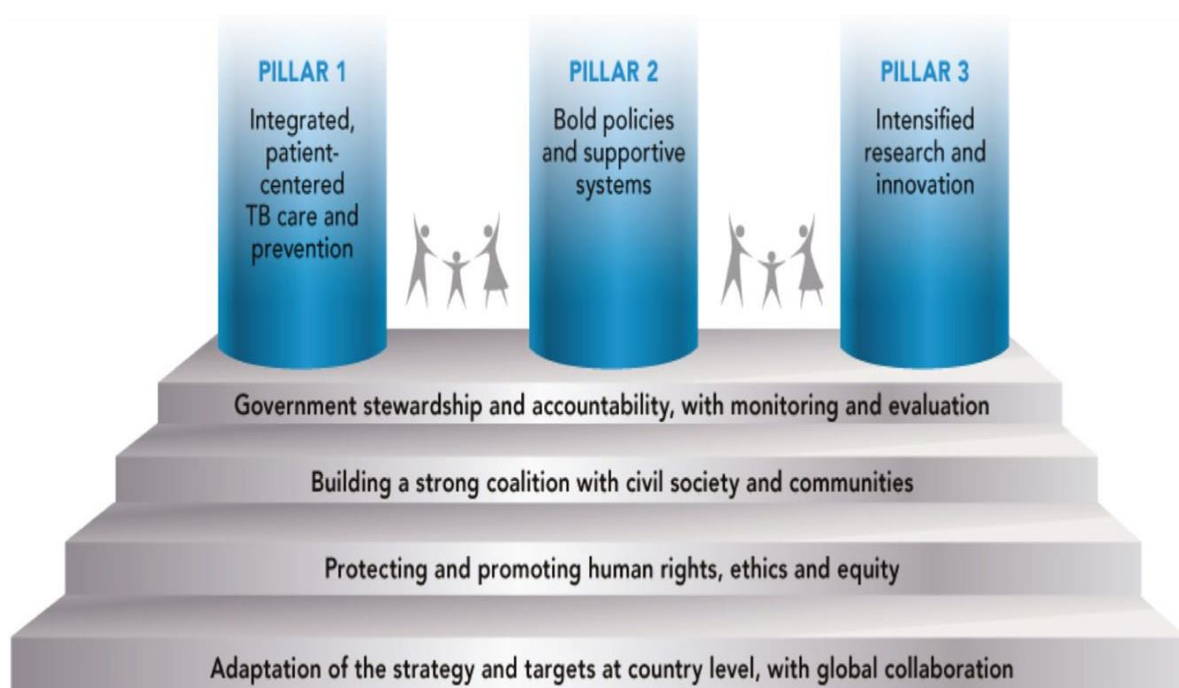 PILLAR 1
Integrated,
patient-
centered
TB care and
prevention
PILLAR 2
Bold policies
and supportive
systems
PILLAR 3
Intensified
research and
innovation
Government stewardship and accountability, with monitoring and evaluation
Building a strong coalition with civil society and communities
Protecting and promoting human rights, ethics and equity
Adaptation of the strategy and targets at country level, with global collaboration